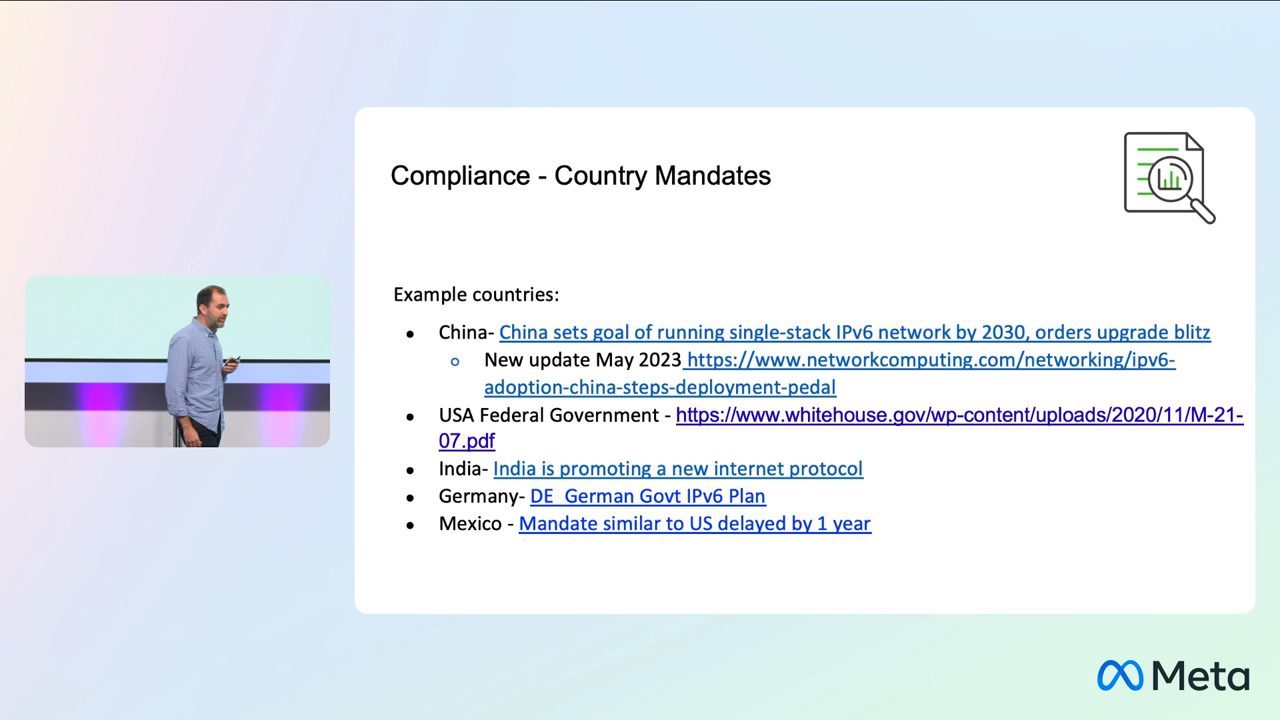 Compliance - Country Mandates
Example countries:
• China- China sets goal of running single-stack IPv6 network by 2030, orders upgrade blitz
o New update May 2023 https://www.networkcomputing.com/networking/ipv6-
adoption-china-steps-deployment-pedal
• USA Federal Government - https://www.whitehouse.gov/wp-content/uploads/2020/11/M-21-
07.pdf
• India- India is promoting a new internet protocol
• Germany- DE German Govt IPv6 Plan
• Mexico - Mandate similar to US delayed by 1 year
Meta